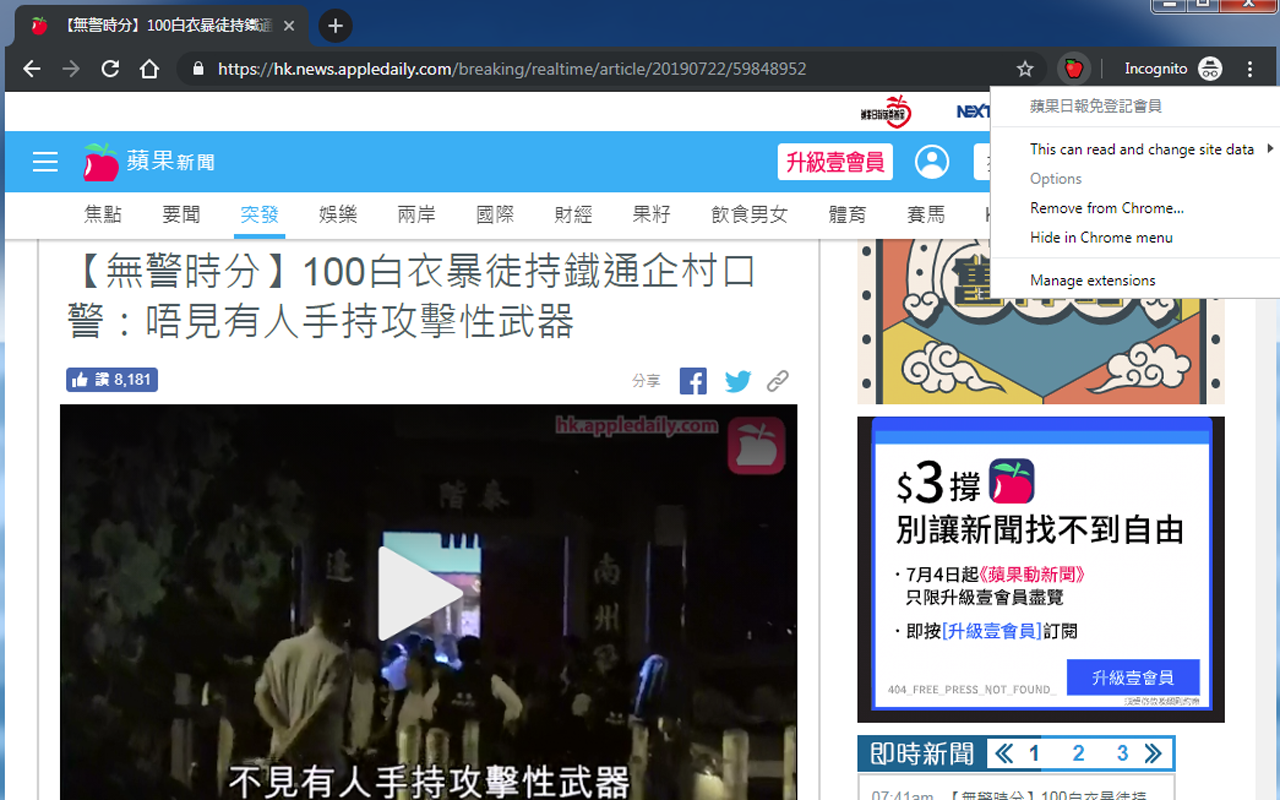 【無警時分】100白衣暴徒持鐵通
https://hk.news.appledaily.com/breaking/realtime/article/20190722/59848952
Incognito
NEXT
蘋果日報免登記會員
This can read and change site data
Options
Remove from Chrome...
Hide in Chrome menu
Manage extensions
蘋果新聞
升級壹會員
焦點 要聞 突發 娛樂 兩岸 國際 財經 果籽 飲食男女 體育 賽馬
【無警時分】100白衣暴徒持鐵通企村口
警：唔見有人手持攻擊性武器
讚 8,181
分享
hk.appledaily.com
南州
不見有人手持攻擊性武器
$3撐
別讓新聞找不到自由
·7月4日起《蘋果動新聞》
只限升級壹會員盡覽
·即按[升級壹會員]訂閱
升級壹會員
404_FREE_PRESS_NOT_FOUND_
即時新聞 1 2 3
07:41am 【無警時分】100白衣暴徒持